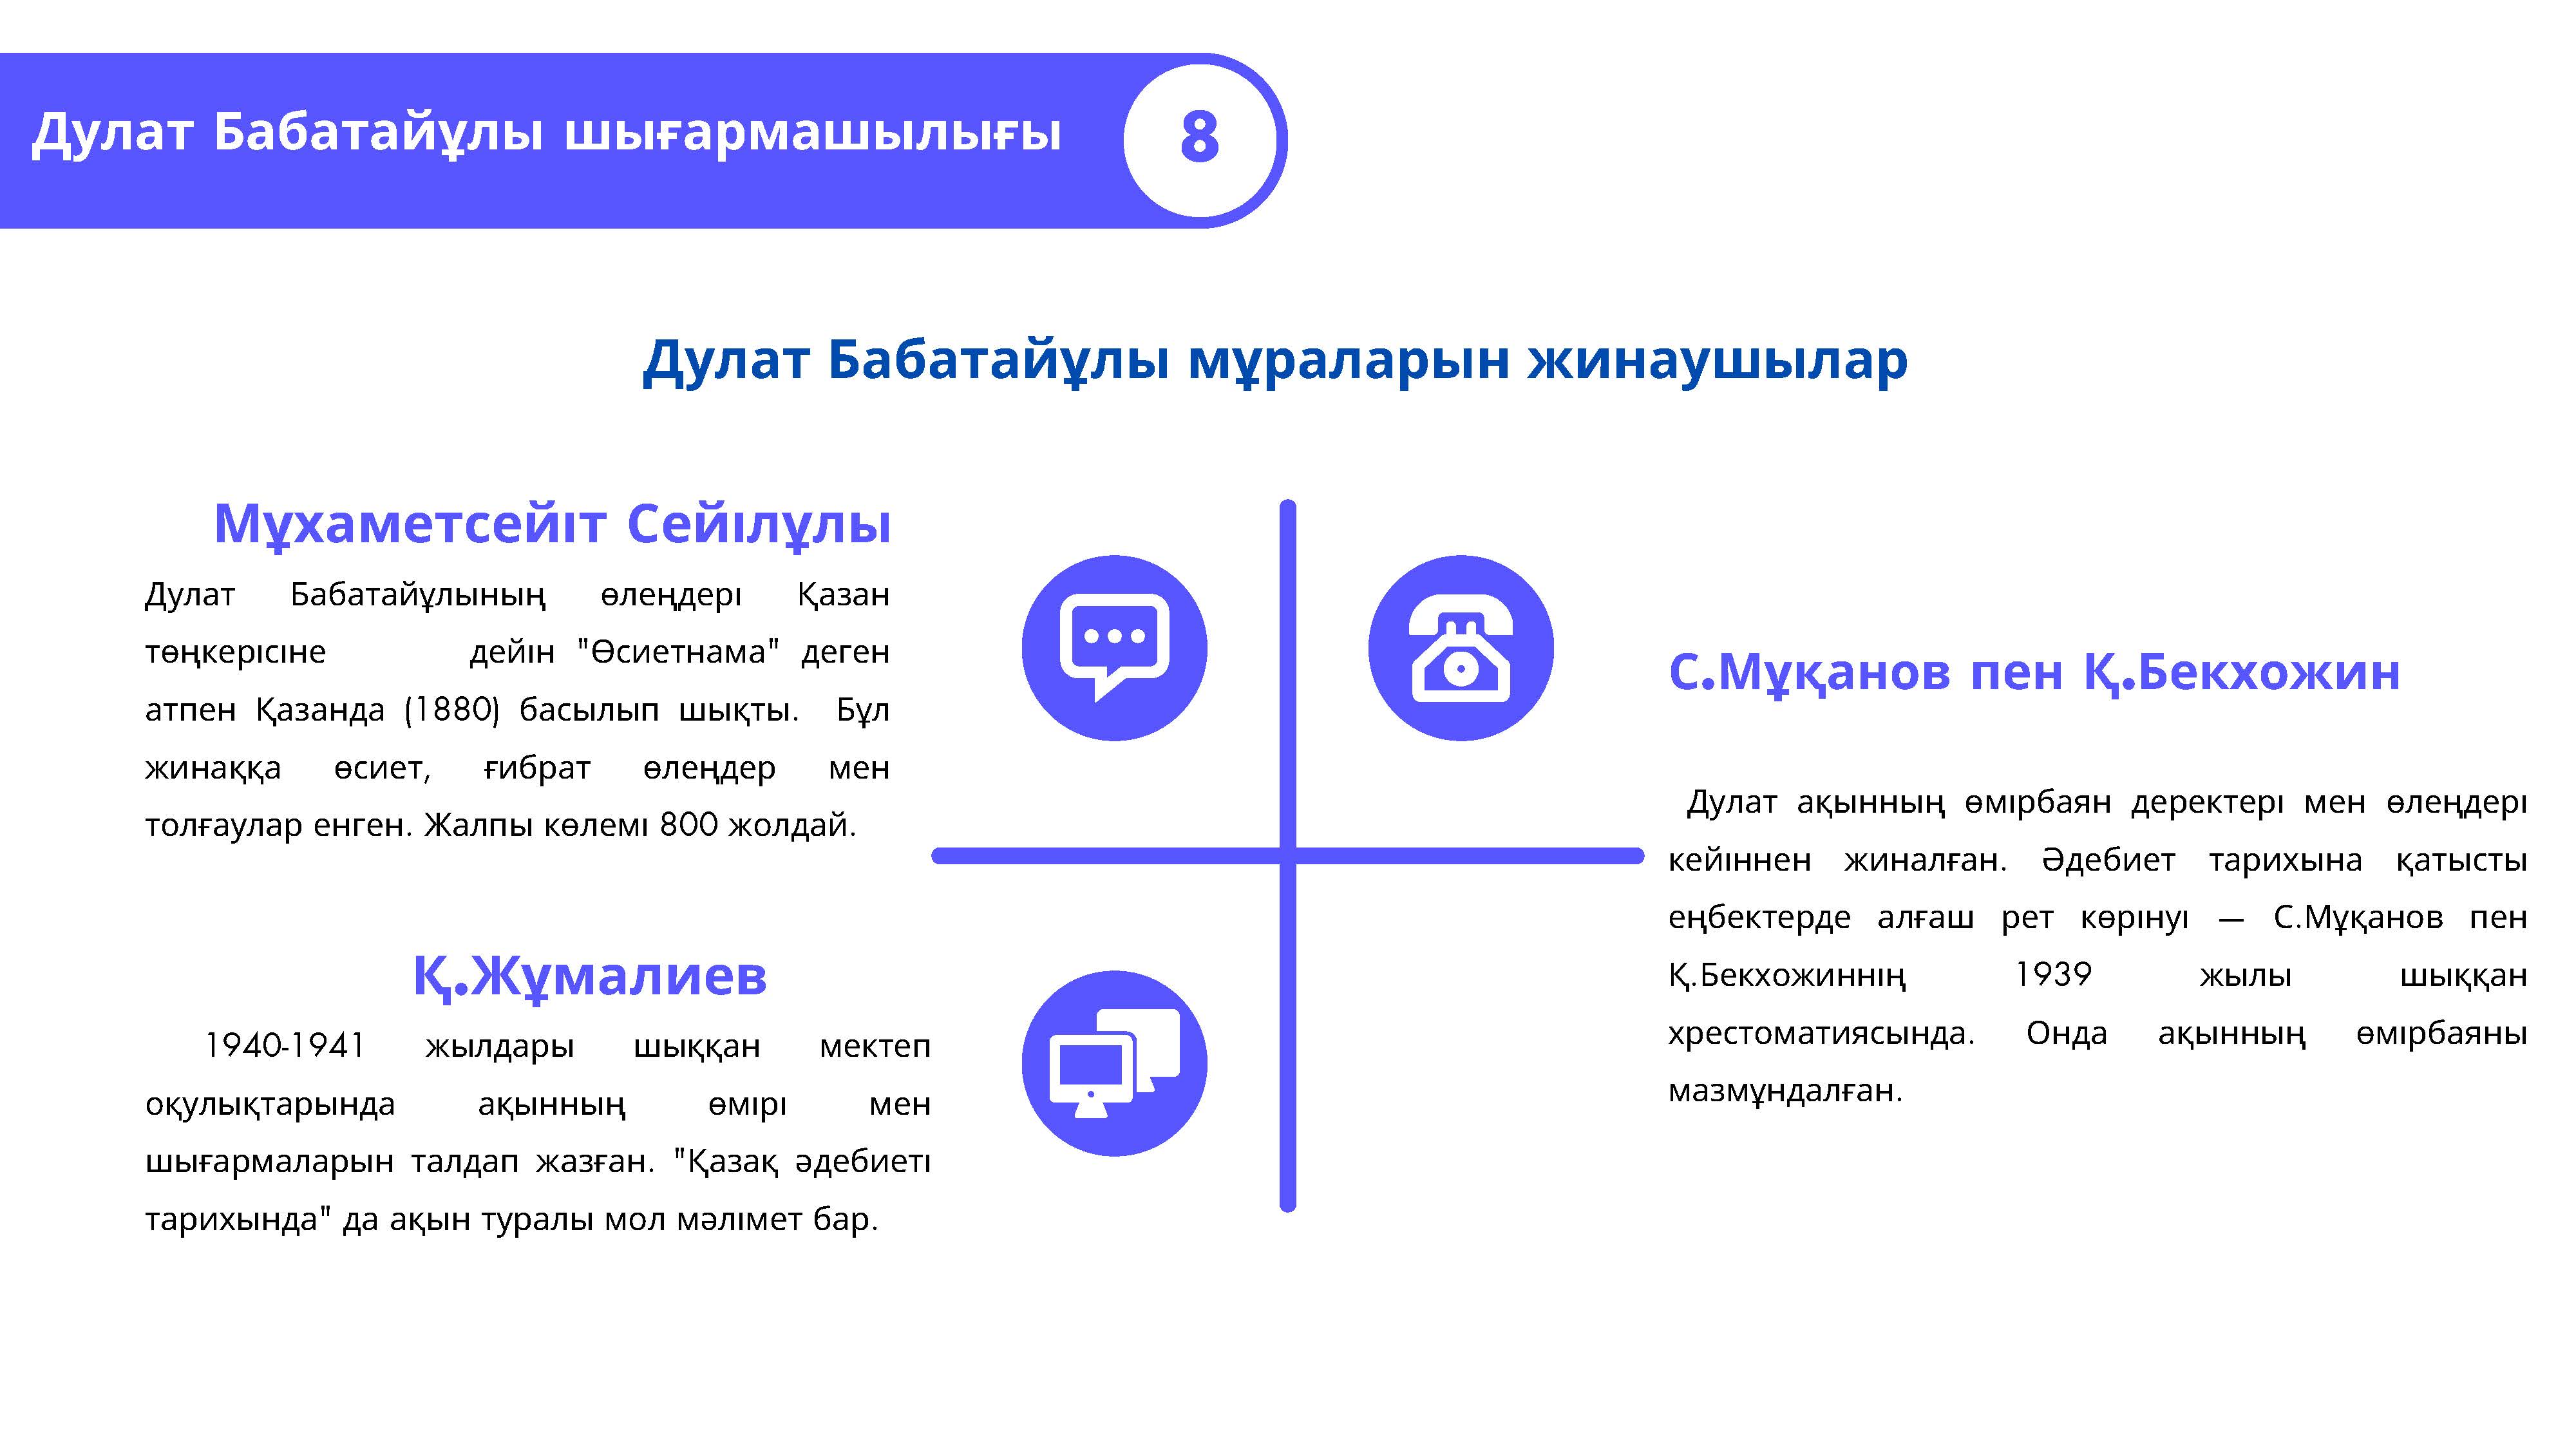 Дулат Бабатайұлы шығармашылығы
8
Дулат Бабатайұлы мұраларын жинаушылар
Мұхаметсейіт Сейілұлы
Дулат Бабатайұлының өлеңдері Қазан
төңкерісіне дейін "Өсиетнама" деген
атпен Қазанда (1880) басылып шықты. Бұл
жинаққа өсиет, ғибрат өлеңдер мен
толғаулар енген. Жалпы көлемі 800 жолдай.
Қ.Жұмалиев
1940-1941 жылдары шыққан мектеп
оқулықтарында ақынның өмірі мен
шығармаларын талдап жазған. "Қазақ әдебиеті
тарихында" да ақын туралы мол мәлімет бар.
С.Мұқанов пен Қ.Бекхожин
Дулат ақынның өмірбаян деректері мен өлеңдері
кейіннен жиналған. Әдебиет тарихына қатысты
еңбектерде алғаш рет көрінуі — С.Мұқанов пен
Қ.Бекхожиннің 1939 жылы шыққан
хрестоматиясында. Онда ақынның өмірбаяны
мазмұндалған.